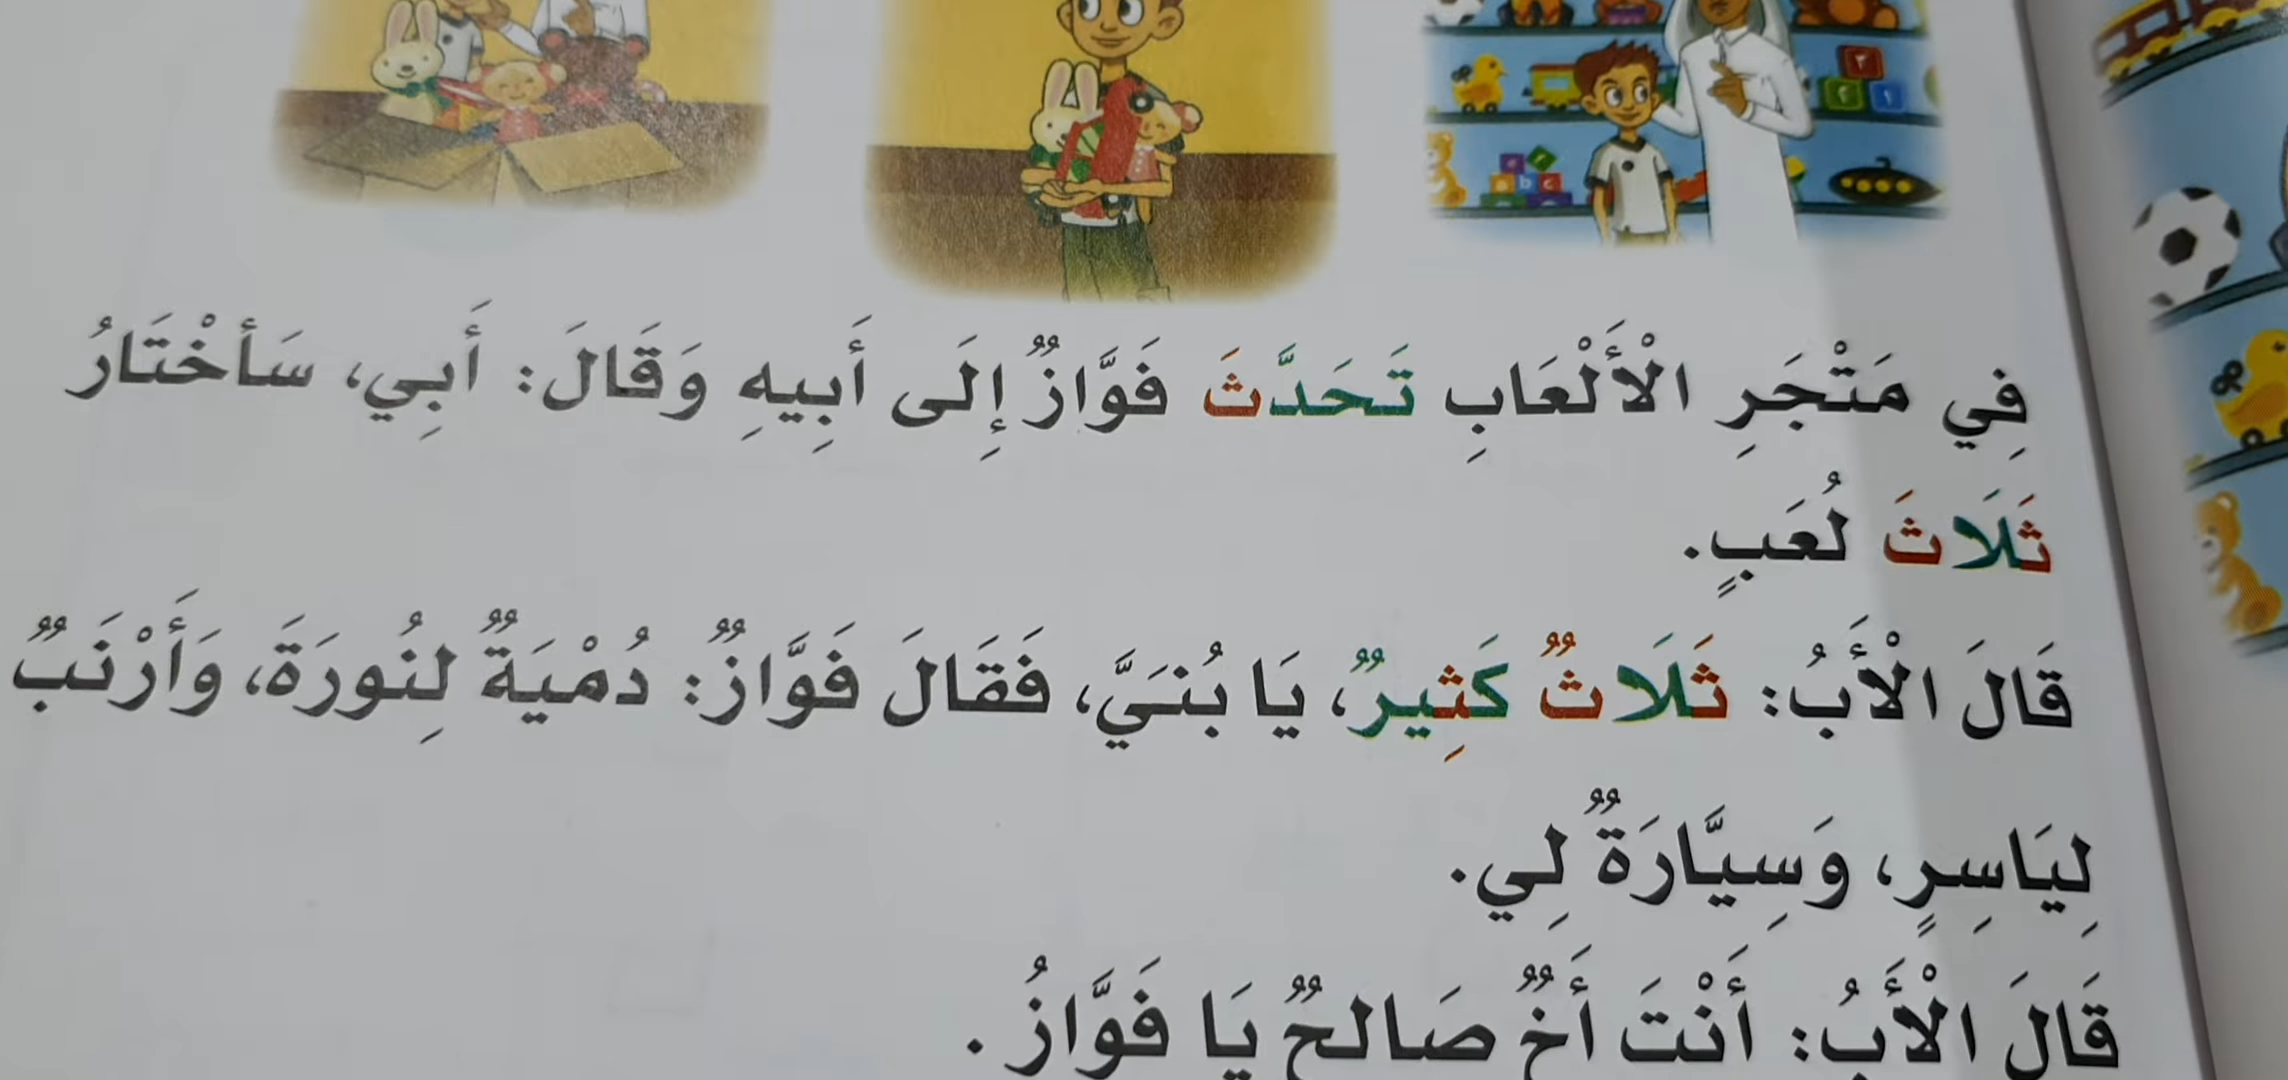 فِي مَتْجَرِ الْأَلْعَابِ تَحَدَّثَ فَوَّازٌ إِلَى أَبِيهِ وَقَالَ: أَبِي، سَأَخْتَارُ
ثَلَاثَ لُعَبٍ.
قَالَ الْأَبُ: ثَلَاثٌ كَثِيرٌ، يَا بُنَيَّ، فَقَالَ فَوَّازٌ: دُمْيَةٌ لِنُورَةَ، وَأَرْنَبٌ
لِيَاسِرٍ، وَسِيَّارَةٌ لِي.
قَالَ الْأَبُ: أَنْتَ أَخٌ صَالِحٌ يَا فَوَّازُ.